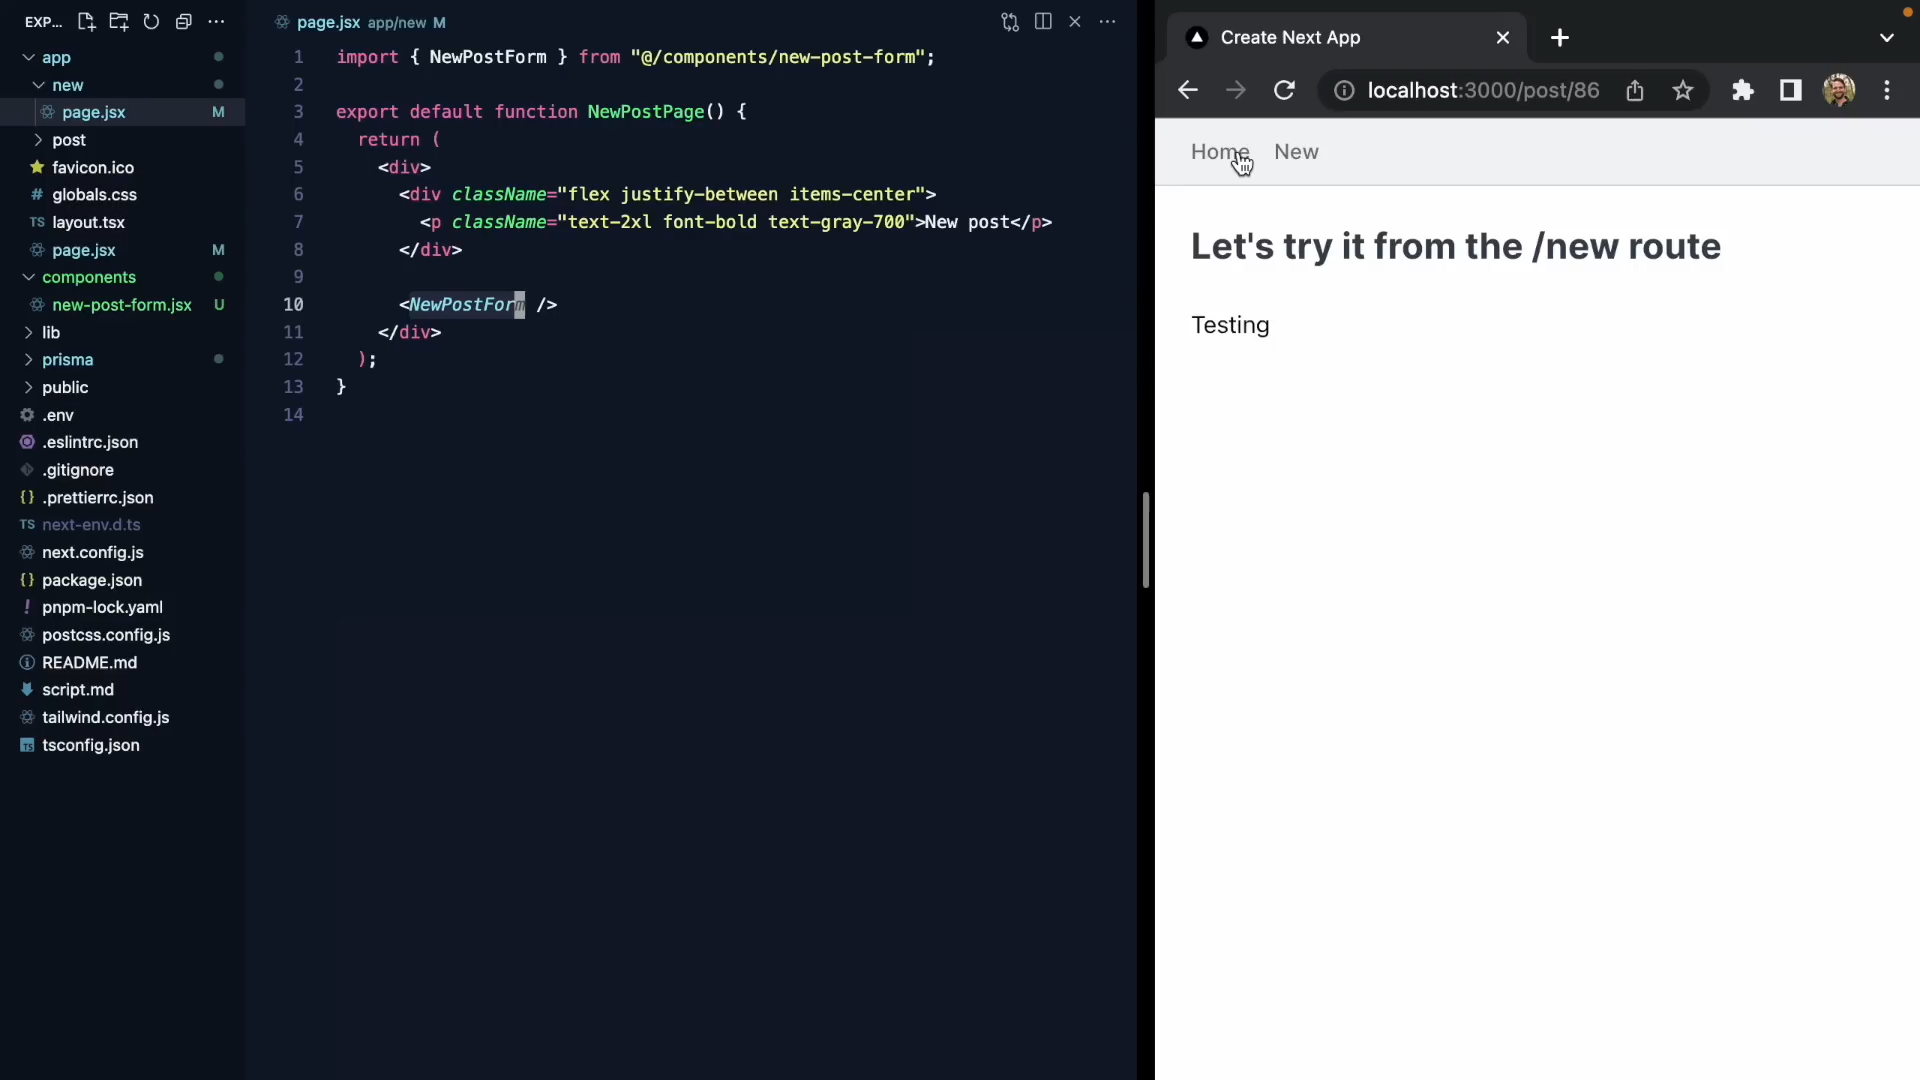 EXP...
app
new
page.jsx M
post
favicon.ico
# globals.css
TS layout.tsx
page.jsx M
components
new-post-form.jsx U
lib
prisma
public
.env
.eslintrc.json
.gitignore
{} .prettierrc.json
TS next-env.d.ts
next.config.js
{} package.json
! pnpm-lock.yaml
postcss.config.js
README.md
script.md
tailwind.config.js
TS tsconfig.json
page.jsx app/new M
1 import { NewPostForm } from "@/components/new-post-form";
2
3 export default function NewPostPage() {
4 return (
5 <div>
6 <div className="flex justify-between items-center">
7 <p className="text-2xl font-bold text-gray-700">New post</p>
8 </div>
9
10 <NewPostForm />
11 </div>
12 );
13 }
14
Create Next App
localhost:3000/post/86
Home New
Let's try it from the /new route
Testing